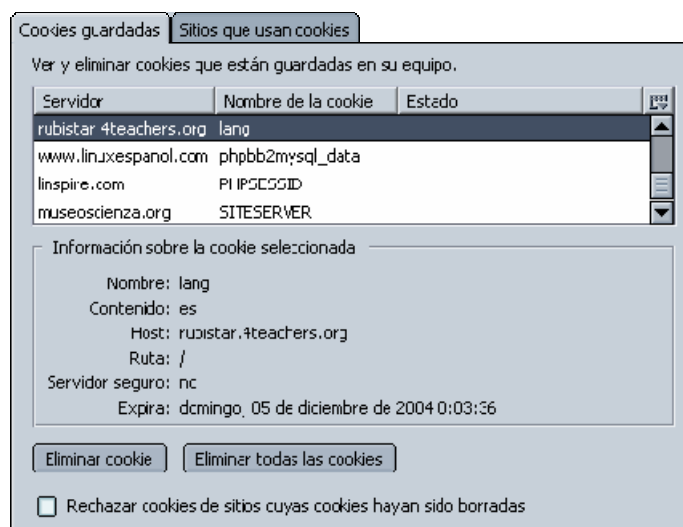 Cookies guardadas Sitios que usan cookies
Ver y eliminar cookies que están guardadas en su equipo.
Servidor Nombre de la cookie Estado
rubistar.4teachers.org lang
www.linuxespanol.com phpbb2mysql_data
linspire.com PHPSESSID
museoscienza.org SITESERVER
Información sobre la cookie seleccionada
Nombre: lang
Contenido: es
Host: rubistar.4teachers.org
Ruta: /
Servidor seguro: no
Expira: domingo, 05 de diciembre de 2004 0:03:36
Eliminar cookie Eliminar todas las cookies
Rechazar cookies de sitios cuyas cookies hayan sido borradas